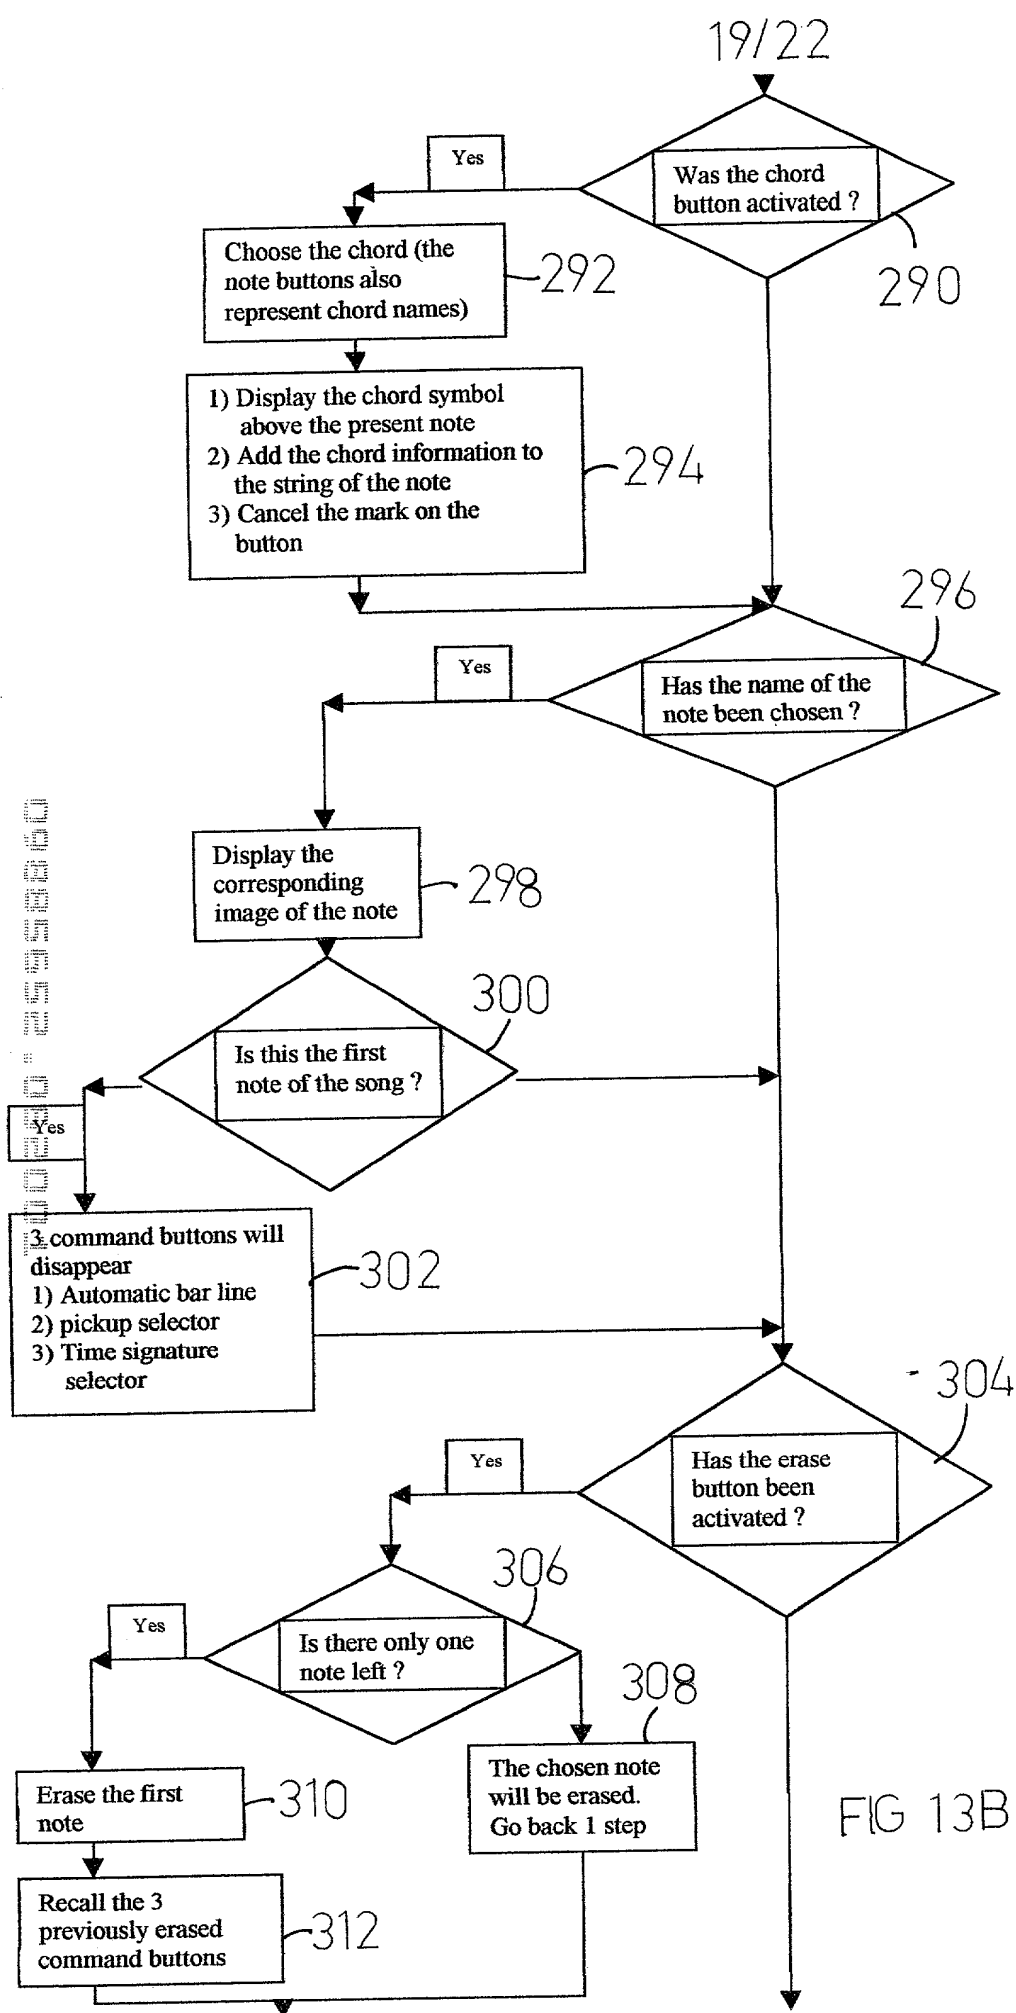 19/22
Was the chord
button activated ?
290
Yes
Choose the chord (the
note buttons also
represent chord names)
292
1) Display the chord symbol
above the present note
2) Add the chord information to
the string of the note
3) Cancel the mark on the
button
294
296
Has the name of the
note been chosen ?
Yes
Display the
corresponding
image of the note
298
300
Is this the first
note of the song ?
Yes
3 command buttons will
disappear
1) Automatic bar line
2) pickup selector
3) Time signature
selector
302
304
Has the erase
button been
activated ?
Yes
306
Is there only one
note left ?
Yes
308
The chosen note
will be erased.
Go back 1 step
Erase the first
note
310
Recall the 3
previously erased
command buttons
312
FIG 13B